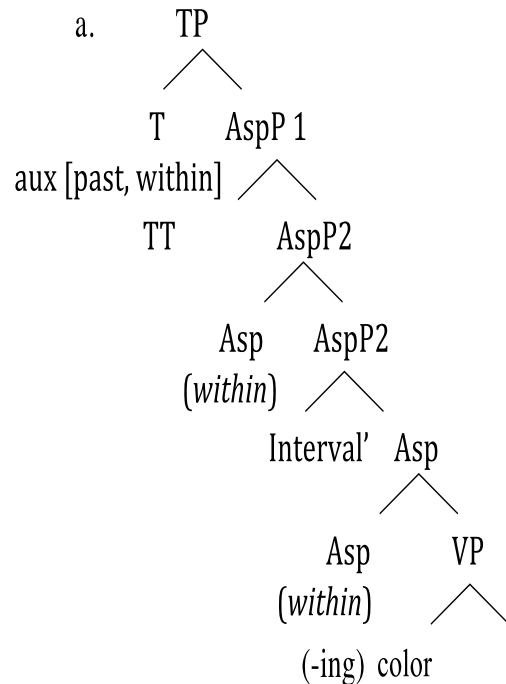 a. TP
T AspP 1
aux [past, within]
TT AspP2
Asp AspP2
(within)
Interval’ Asp
Asp VP
(within)
(-ing) color